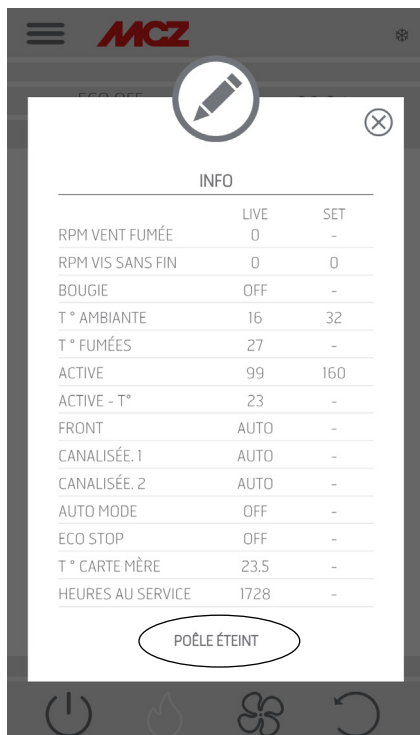 MCZ
ECO OFF
INFO
LIVE SET
RPM VENT FUMÉE 0 -
RPM VIS SANS FIN 0 0
BOUGIE OFF -
T ° AMBIANTE 16 32
T ° FUMÉES 27 -
ACTIVE 99 160
ACTIVE - T° 23 -
FRONT AUTO -
CANALISÉE. 1 AUTO -
CANALISÉE. 2 AUTO -
AUTO MODE OFF -
ECO STOP OFF -
T ° CARTE MÈRE 23.5 -
HEURES AU SERVICE 1728 -
POÊLE ÉTEINT